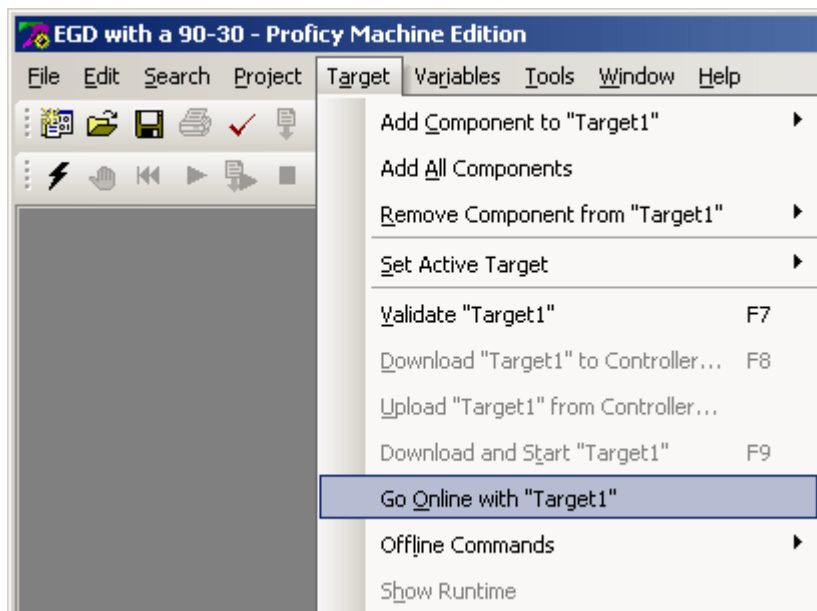 EGD with a 90-30 - Proficy Machine Edition
File Edit Search Project Target Variables Tools Window Help
Add Component to "Target1"
Add All Components
Remove Component from "Target1"
Set Active Target
Validate "Target1" F7
Download "Target1" to Controller... F8
Upload "Target1" from Controller...
Download and Start "Target1" F9
Go Online with "Target1"
Offline Commands
Show Runtime